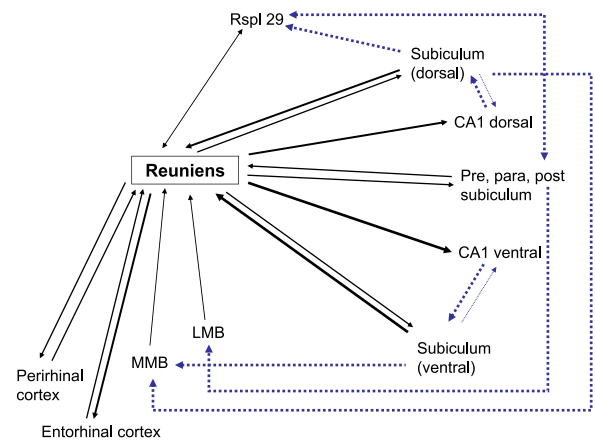 Rspl 29
Subiculum
(dorsal)
CA1 dorsal
Reuniens
Pre, para, post
subiculum
CA1 ventral
LMB
Subiculum
(ventral)
MMB
Perirhinal
cortex
Entorhinal cortex